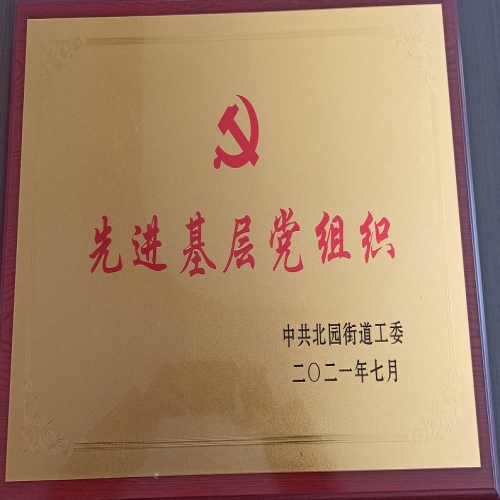 先进基层党组织
中共北园街道工委
二〇二一年七月